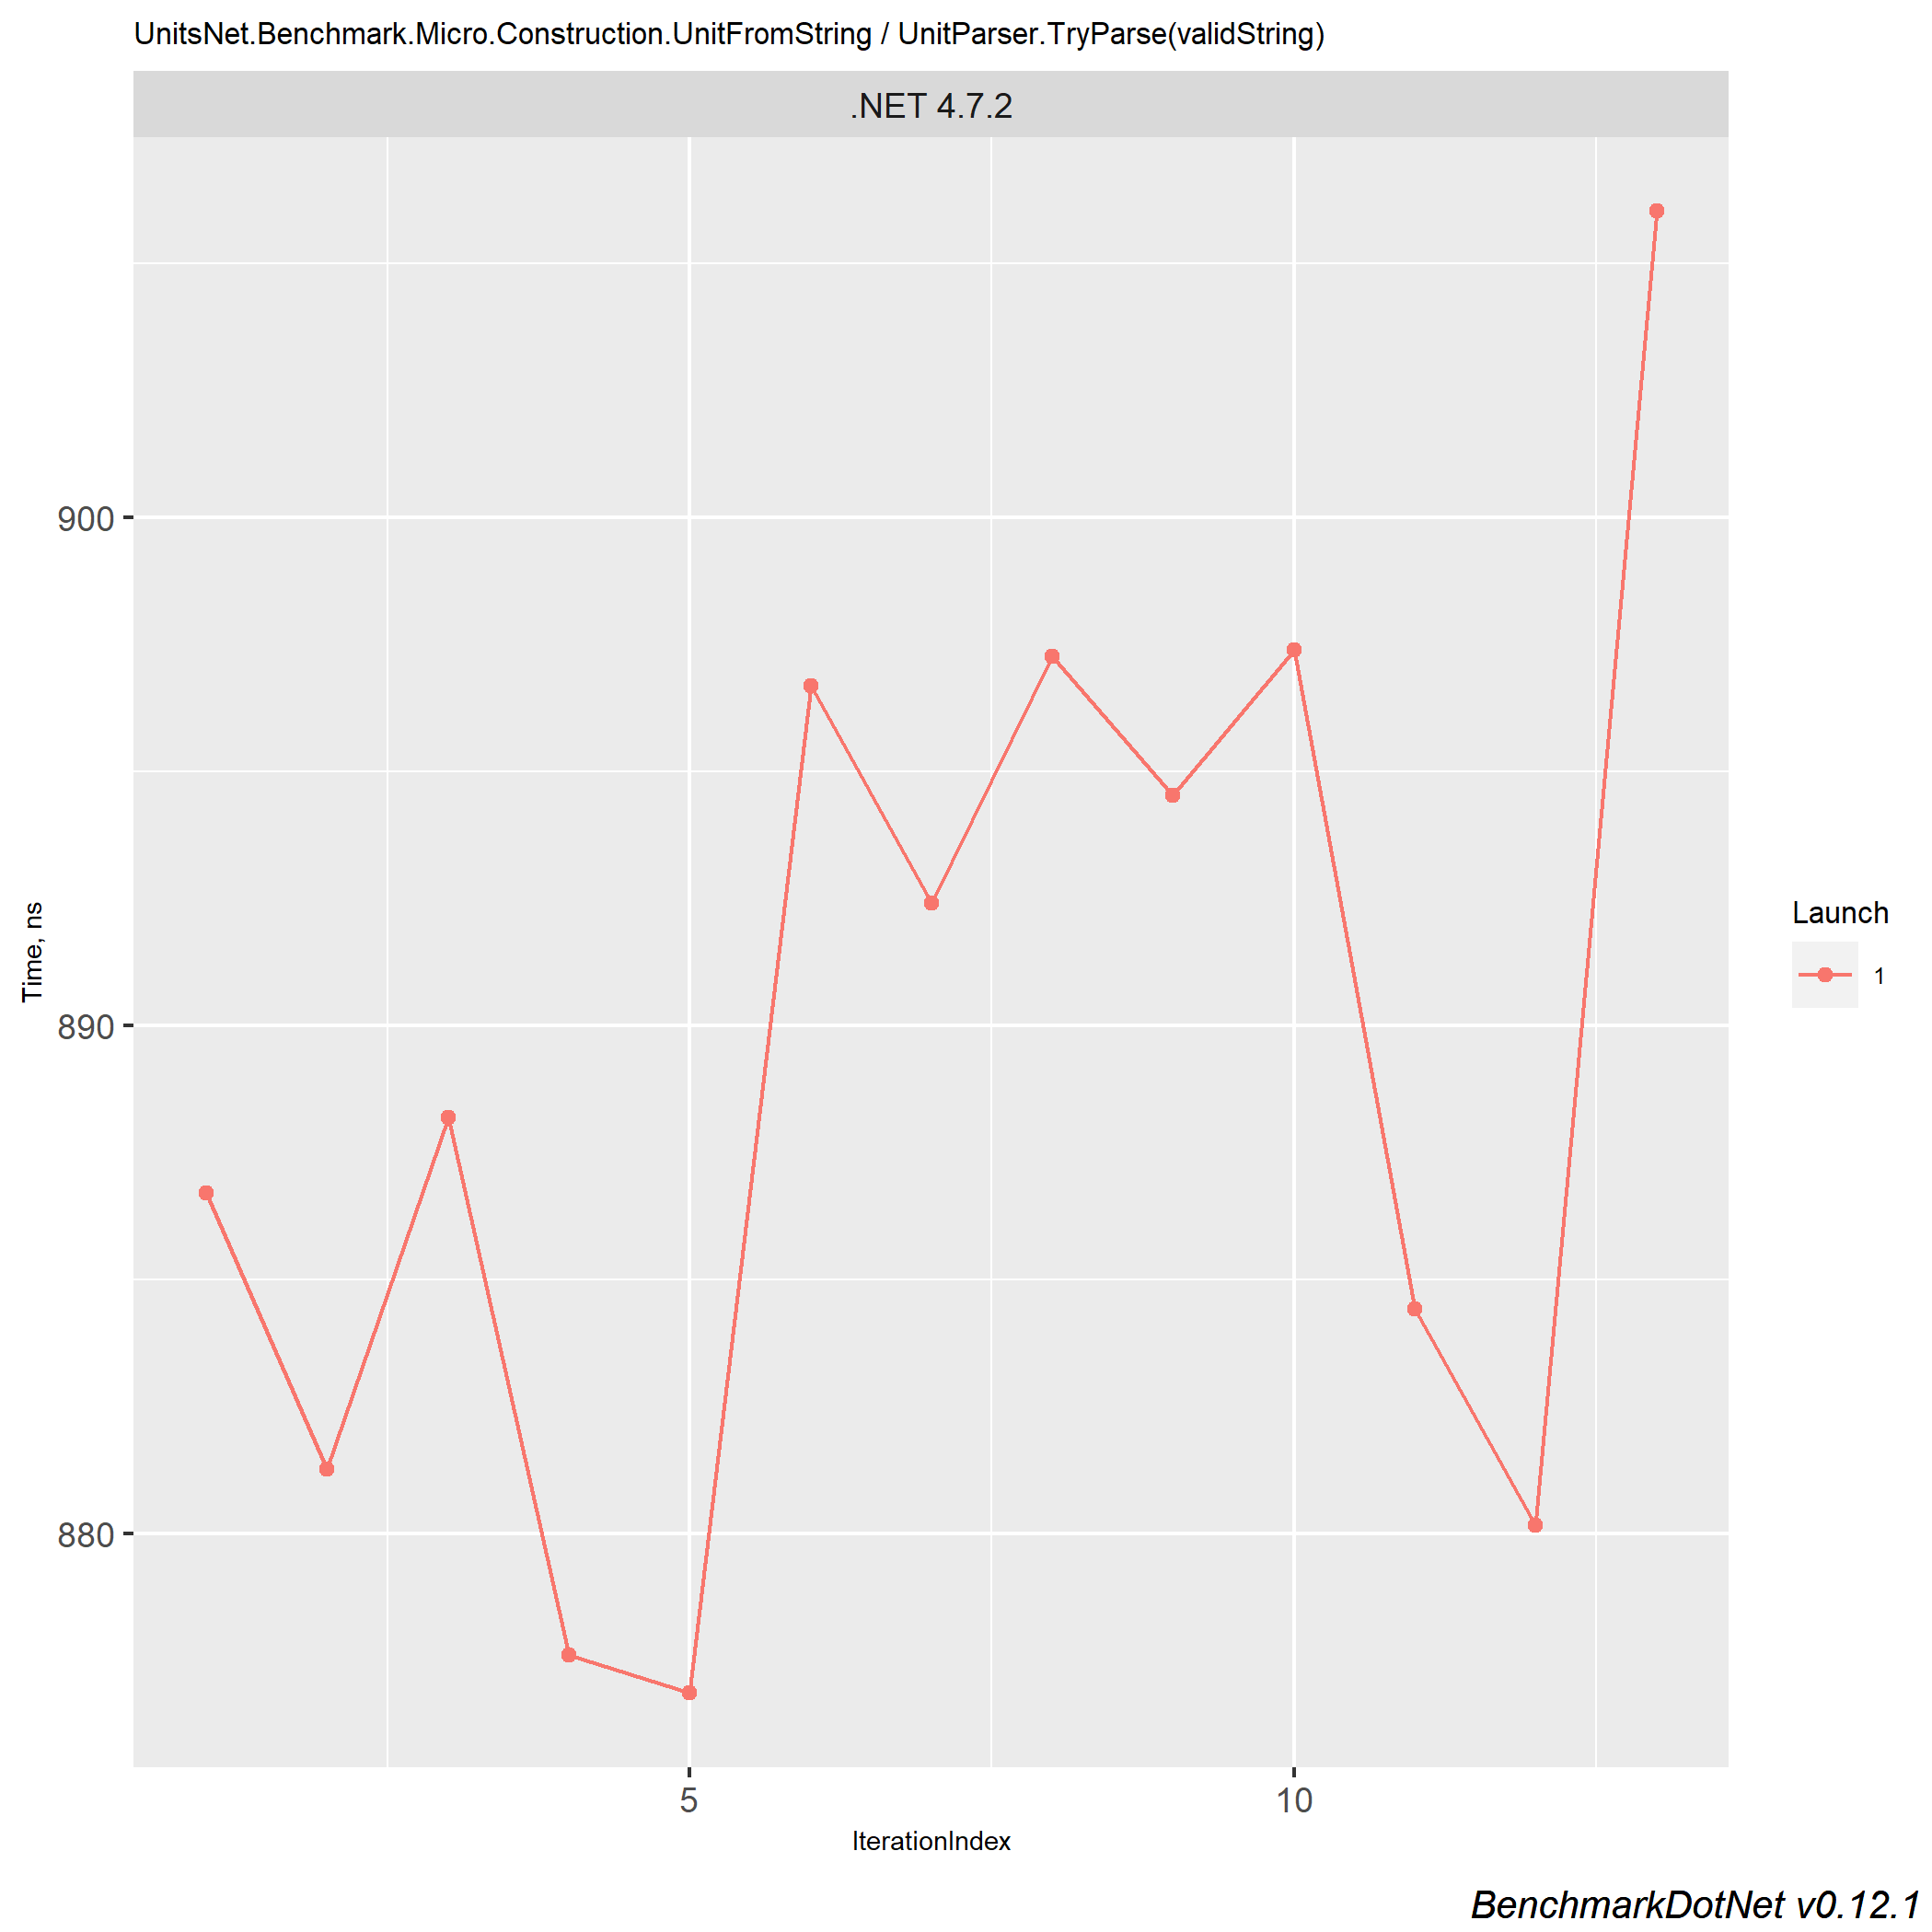 UnitsNet.Benchmark.Micro.Construction.UnitFromString / UnitParser.TryParse(validString)
.NET 4.7.2
900
890
880
Time, ns
5
10
IterationIndex
Launch
1
BenchmarkDotNet v0.12.1